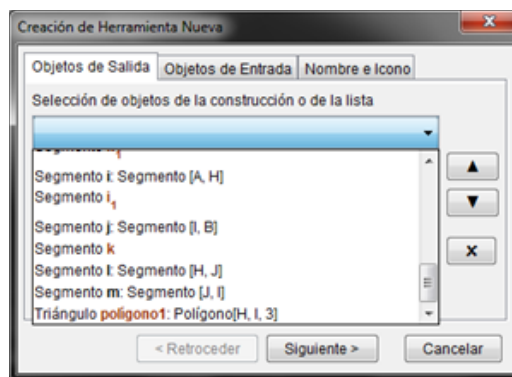 Creación de Herramienta Nueva
Objetos de Salida Objetos de Entrada Nombre e Icono
Selección de objetos de la construcción o de la lista
Segmento i: Segmento [A, H]
Segmento i1
Segmento j: Segmento [I, B]
Segmento k
Segmento l: Segmento [H, J]
Segmento m: Segmento [J, I]
Triángulo polígono1: Polígono[H, I, 3]
< Retroceder Siguiente > Cancelar